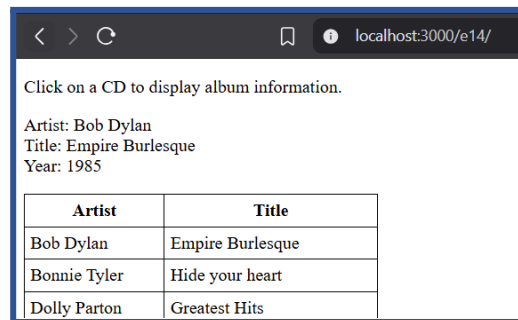 localhost:3000/e14/
Click on a CD to display album information.
Artist: Bob Dylan
Title: Empire Burlesque
Year: 1985
Artist Title
Bob Dylan Empire Burlesque
Bonnie Tyler Hide your heart
Dolly Parton Greatest Hits